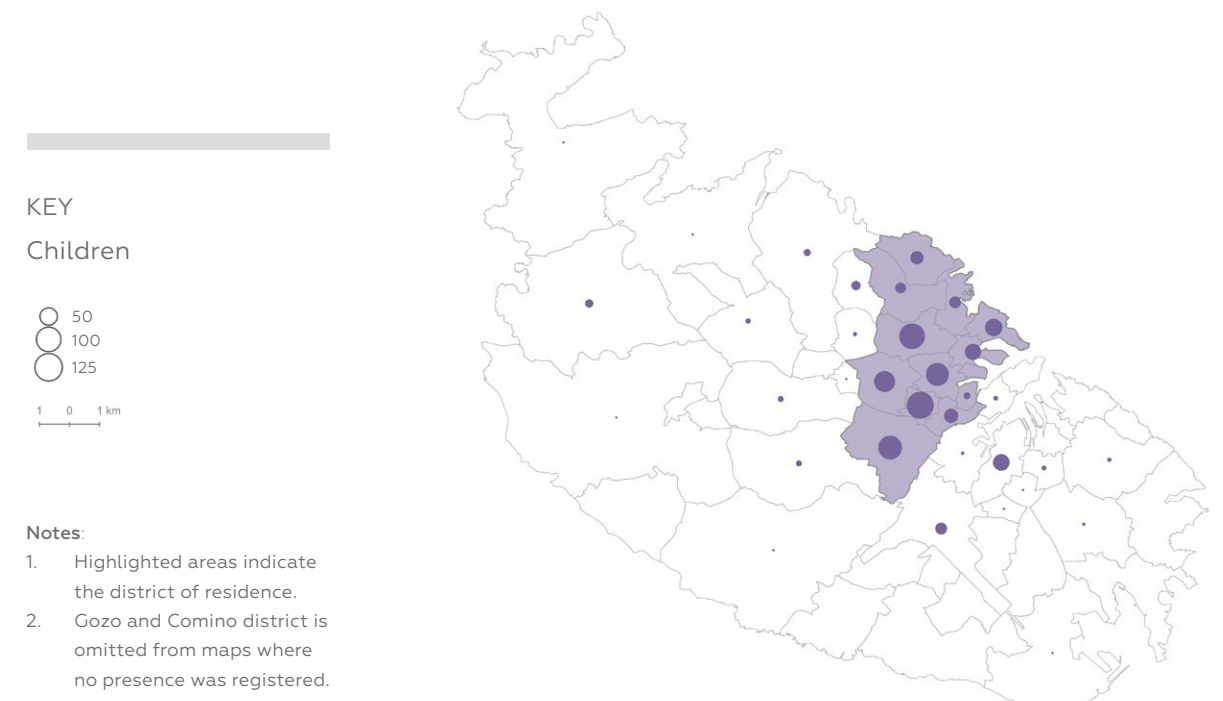 KEY
Children
50
100
125
1 0 1 km
Notes:
1. Highlighted areas indicate
the district of residence.
2. Gozo and Comino district is
omitted from maps where
no presence was registered.